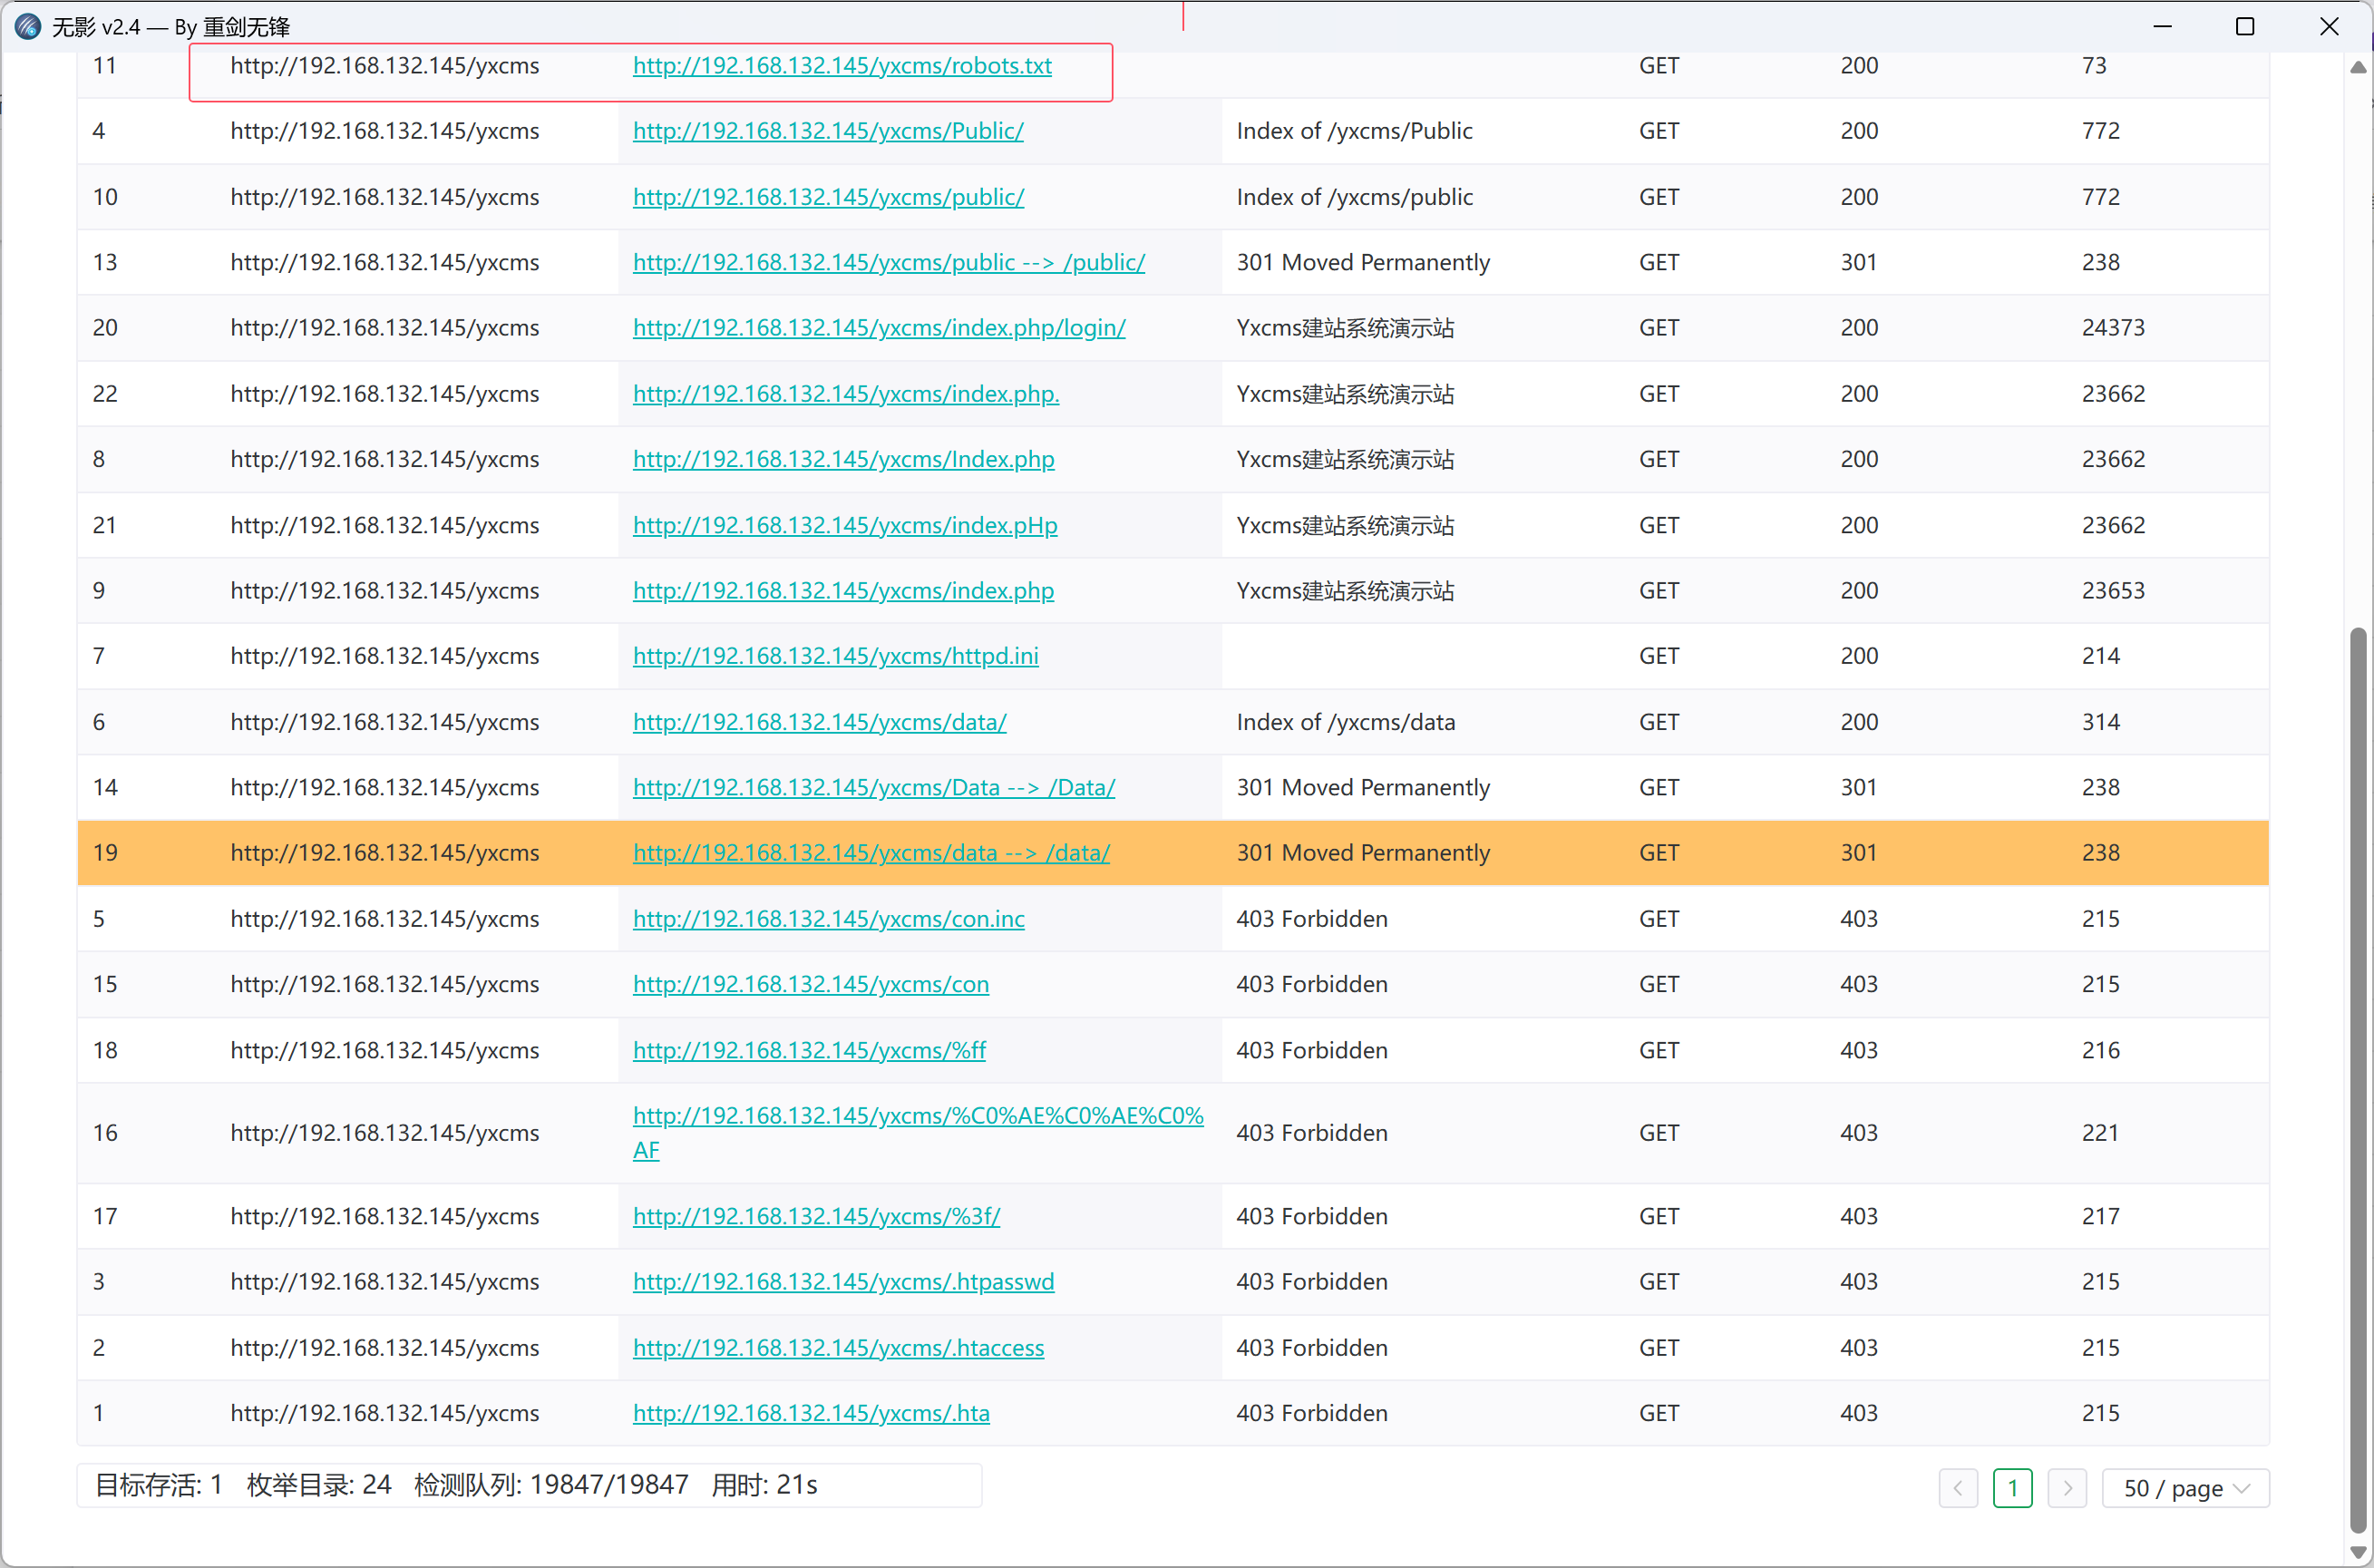 无影 v2.4 — By 重剑无锋
11 http://192.168.132.145/yxcms http://192.168.132.145/yxcms/robots.txt GET 200 73
4 http://192.168.132.145/yxcms http://192.168.132.145/yxcms/Public/ Index of /yxcms/Public GET 200 772
10 http://192.168.132.145/yxcms http://192.168.132.145/yxcms/public/ Index of /yxcms/public GET 200 772
13 http://192.168.132.145/yxcms http://192.168.132.145/yxcms/public --> /public/ 301 Moved Permanently GET 301 238
20 http://192.168.132.145/yxcms http://192.168.132.145/yxcms/index.php/login/ Yxcms建站系统演示站 GET 200 24373
22 http://192.168.132.145/yxcms http://192.168.132.145/yxcms/index.php. Yxcms建站系统演示站 GET 200 23662
8 http://192.168.132.145/yxcms http://192.168.132.145/yxcms/Index.php Yxcms建站系统演示站 GET 200 23662
21 http://192.168.132.145/yxcms http://192.168.132.145/yxcms/index.pHp Yxcms建站系统演示站 GET 200 23662
9 http://192.168.132.145/yxcms http://192.168.132.145/yxcms/index.php Yxcms建站系统演示站 GET 200 23653
7 http://192.168.132.145/yxcms http://192.168.132.145/yxcms/httpd.ini GET 200 214
6 http://192.168.132.145/yxcms http://192.168.132.145/yxcms/data/ Index of /yxcms/data GET 200 314
14 http://192.168.132.145/yxcms http://192.168.132.145/yxcms/Data --> /Data/ 301 Moved Permanently GET 301 238
19 http://192.168.132.145/yxcms http://192.168.132.145/yxcms/data --> /data/ 301 Moved Permanently GET 301 238
5 http://192.168.132.145/yxcms http://192.168.132.145/yxcms/con.inc 403 Forbidden GET 403 215
15 http://192.168.132.145/yxcms http://192.168.132.145/yxcms/con 403 Forbidden GET 403 215
18 http://192.168.132.145/yxcms http://192.168.132.145/yxcms/%ff 403 Forbidden GET 403 216
16 http://192.168.132.145/yxcms http://192.168.132.145/yxcms/%C0%AE%C0%AE%C0% 403 Forbidden GET 403 221
AF
17 http://192.168.132.145/yxcms http://192.168.132.145/yxcms/%3f/ 403 Forbidden GET 403 217
3 http://192.168.132.145/yxcms http://192.168.132.145/yxcms/.htpasswd 403 Forbidden GET 403 215
2 http://192.168.132.145/yxcms http://192.168.132.145/yxcms/.htaccess 403 Forbidden GET 403 215
1 http://192.168.132.145/yxcms http://192.168.132.145/yxcms/.hta 403 Forbidden GET 403 215
目标存活: 1 枚举目录: 24 检测队列: 19847/19847 用时: 21s 1 50 / page